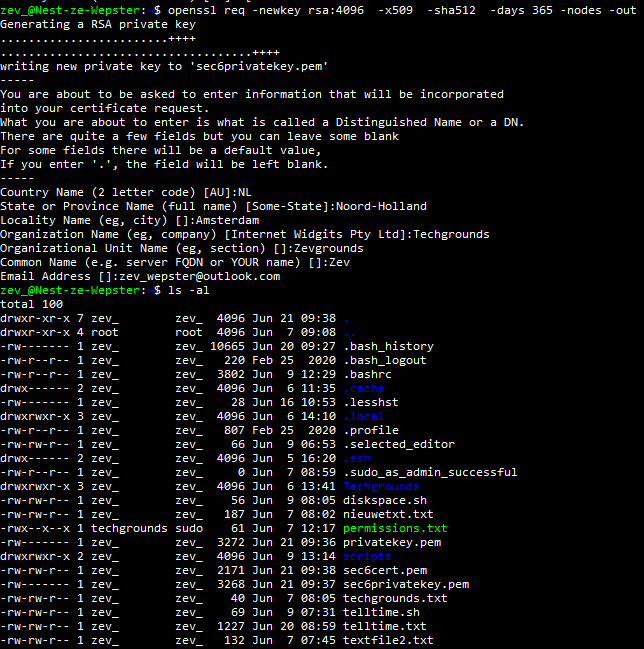 zev_@Nest-ze-Wepster:~$ openssl req -newkey rsa:4096  -x509  -sha512  -days 365 -nodes -out
Generating a RSA private key
........................++++
....................................++++
writing new private key to 'sec6privatekey.pem'
-----
You are about to be asked to enter information that will be incorporated
into your certificate request.
What you are about to enter is what is called a Distinguished Name or a DN.
There are quite a few fields but you can leave some blank
For some fields there will be a default value,
If you enter '.', the field will be left blank.
-----
Country Name (2 letter code) [AU]:NL
State or Province Name (full name) [Some-State]:Noord-Holland
Locality Name (eg, city) []:Amsterdam
Organization Name (eg, company) [Internet Widgits Pty Ltd]:Techgrounds
Organizational Unit Name (eg, section) []:Zevgrounds
Common Name (e.g. server FQDN or YOUR name) []:Zev
Email Address []:zev_wepster@outlook.com
zev_@Nest-ze-Wepster:~$ ls -al
total 100
drwxr-xr-x 7 zev_        zev_  4096 Jun 21 09:38 .
drwxr-xr-x 4 root        root  4096 Jun  7 09:08 ..
-rw------- 1 zev_        zev_ 10665 Jun 20 09:27 .bash_history
-rw-r--r-- 1 zev_        zev_   220 Feb 25  2020 .bash_logout
-rw-r--r-- 1 zev_        zev_  3802 Jun  9 12:29 .bashrc
drwx------ 2 zev_        zev_  4096 Jun  6 11:35 .cache
-rw------- 1 zev_        zev_    28 Jun 16 10:53 .lesshst
drwxrwxr-x 3 zev_        zev_  4096 Jun  6 14:10 .local
-rw-r--r-- 1 zev_        zev_   807 Feb 25  2020 .profile
-rw-rw-r-- 1 zev_        zev_    66 Jun  9 06:53 .selected_editor
drwx------ 2 zev_        zev_  4096 Jun  5 16:20 .ssh
-rw-r--r-- 1 zev_        zev_     0 Jun  7 08:59 .sudo_as_admin_successful
drwxrwxr-x 3 zev_        zev_  4096 Jun  6 13:41 Techgrounds
-rw-rw-r-- 1 zev_        zev_    56 Jun  9 08:05 diskspace.sh
-rw-rw-r-- 1 zev_        zev_   187 Jun  7 08:02 nieuwetxt.txt
-rwx--x--x 1 techgrounds sudo    61 Jun  7 12:17 permissions.txt
-rw------- 1 zev_        zev_  3272 Jun 21 09:36 privatekey.pem
drwxrwxr-x 2 zev_        zev_  4096 Jun  9 13:14 scripts
-rw-rw-r-- 1 zev_        zev_  2171 Jun 21 09:38 sec6cert.pem
-rw------- 1 zev_        zev_  3268 Jun 21 09:37 sec6privatekey.pem
-rw-rw-r-- 1 zev_        zev_    40 Jun  7 08:05 techgrounds.txt
-rw-rw-r-- 1 zev_        zev_    69 Jun  9 07:31 telltime.sh
-rw-rw-r-- 1 zev_        zev_  1227 Jun 20 08:59 telltime.txt
-rw-rw-r-- 1 zev_        zev_   132 Jun  7 07:45 textfile2.txt